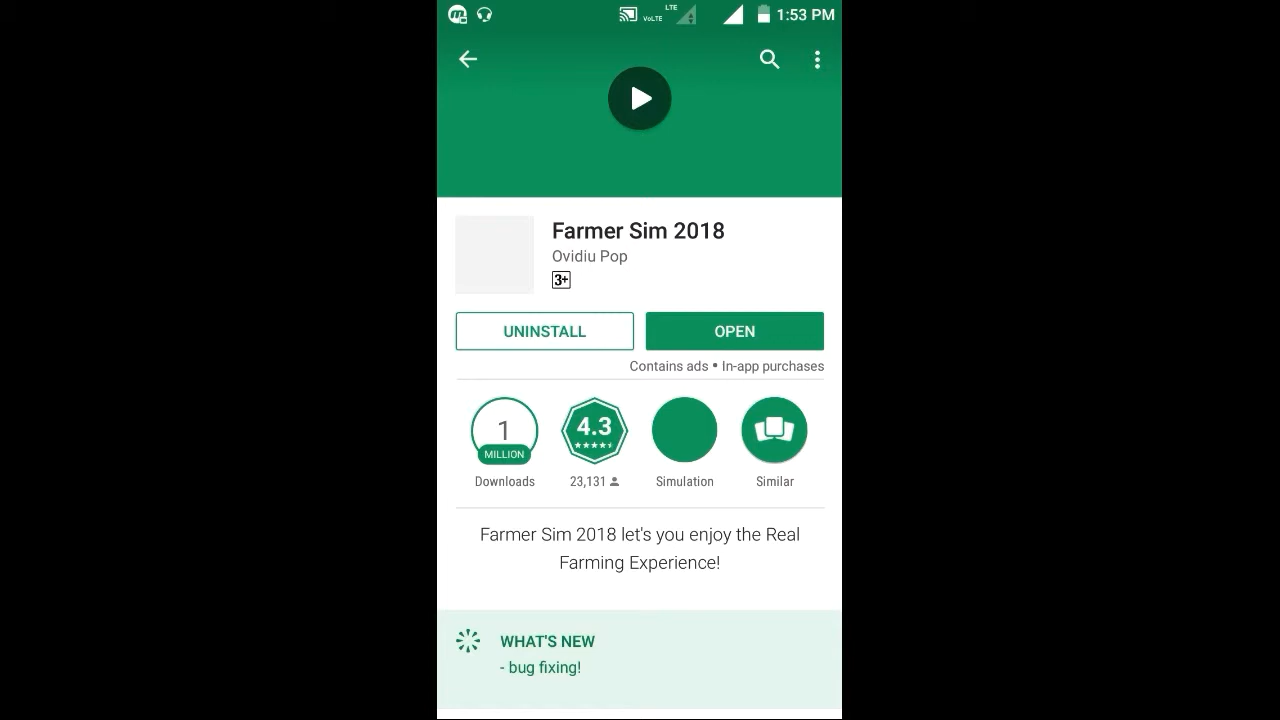 VoLTE LTE 1:53 PM
Farmer Sim 2018
Ovidiu Pop
3+
UNINSTALL OPEN
Contains ads • In-app purchases
1 4.3
MILLION
Downloads 23,131 Simulation Similar
Farmer Sim 2018 let's you enjoy the Real
Farming Experience!
WHAT'S NEW
- bug fixing!